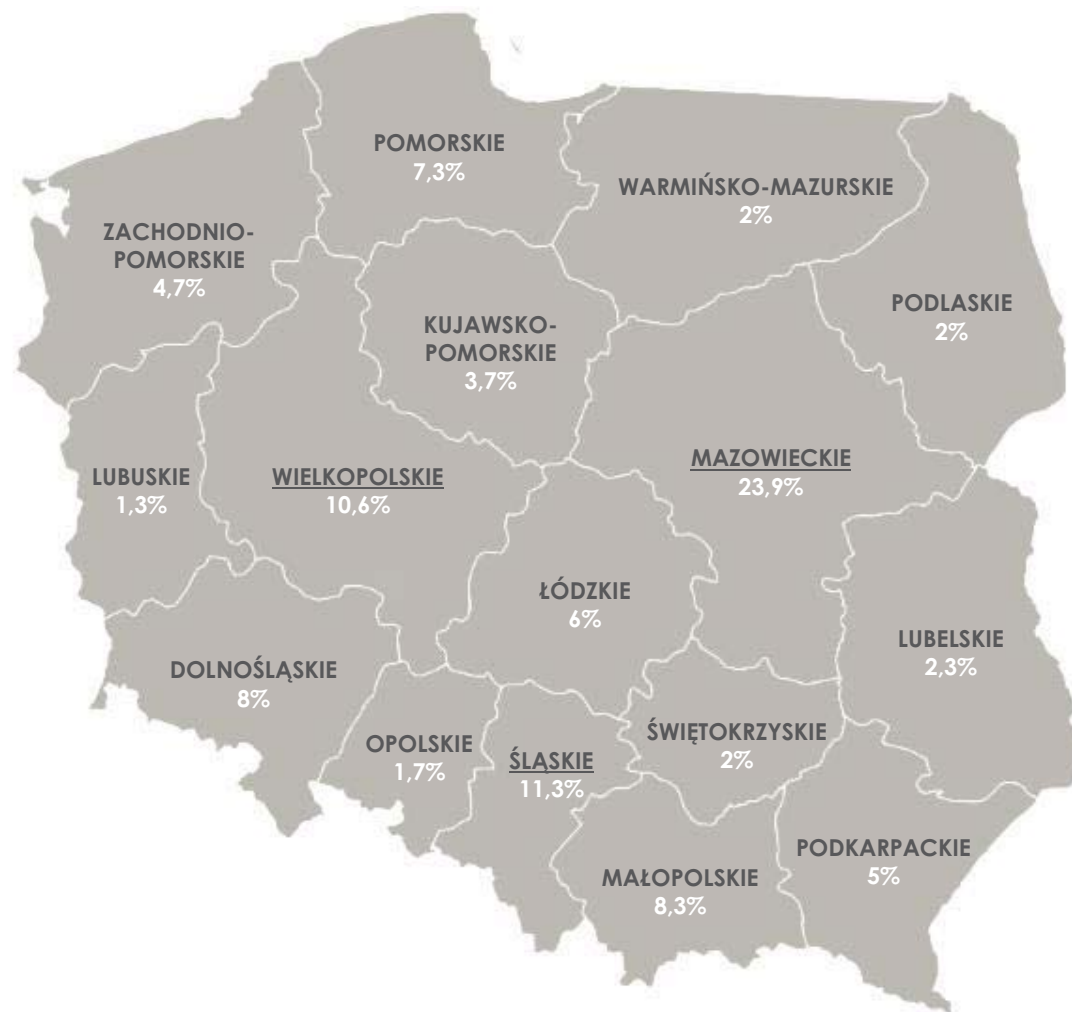 POMORSKIE
7,3%
WARMIŃSKO-MAZURSKIE
2%
ZACHODNIO-
POMORSKIE
4,7%
PODLASKIE
2%
KUJAWSKO-
POMORSKIE
3,7%
LUBUSKIE
1,3%
WIELKOPOLSKIE
10,6%
MAZOWIECKIE
23,9%
ŁÓDZKIE
6%
LUBELSKIE
2,3%
DOLNOŚLĄSKIE
8%
OPOLSKIE
1,7%
ŚLĄSKIE
11,3%
ŚWIĘTOKRZYSKIE
2%
MAŁOPOLSKIE
8,3%
PODKARPACKIE
5%